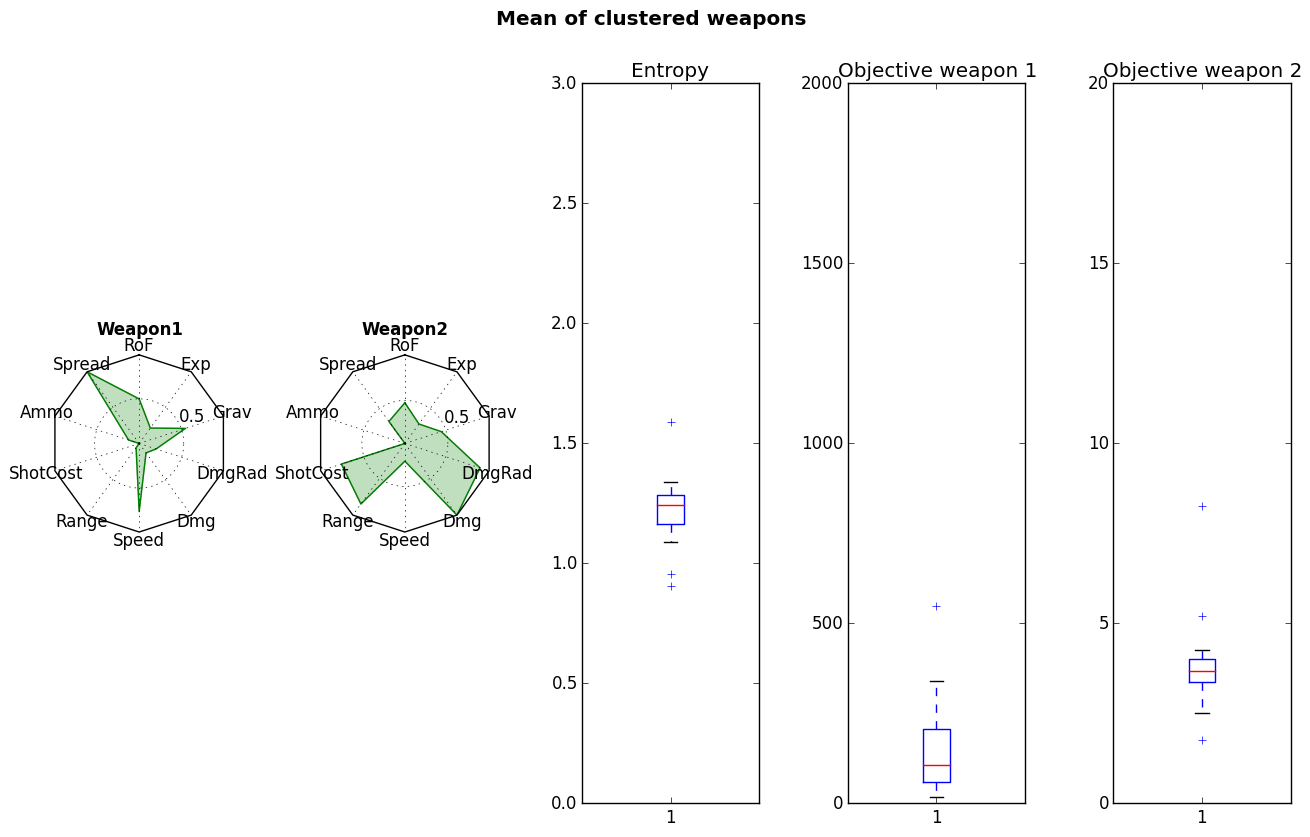 Mean of clustered weapons
Weapon1
RoF
Exp
Grav
DmgRad
Dmg
Speed
Range
ShotCost
Ammo
Spread
0.5
Weapon2
RoF
Exp
Grav
DmgRad
Dmg
Speed
Range
ShotCost
Ammo
Spread
0.5
Entropy
3.0
2.5
2.0
1.5
1.0
0.5
0.0
1
Objective weapon 1
2000
1500
1000
500
0
1
Objective weapon 2
20
15
10
5
0
1